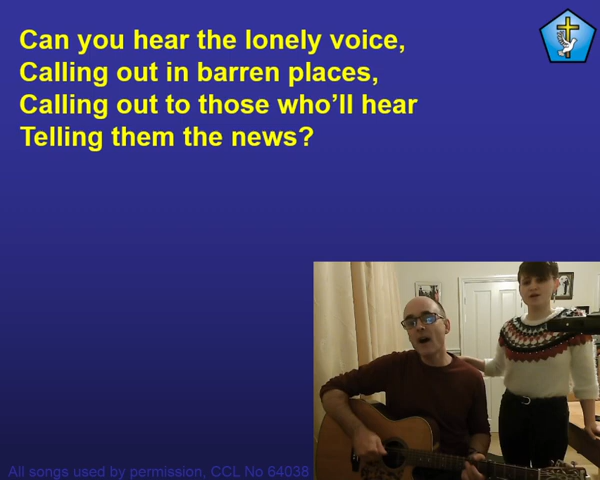 Can you hear the lonely voice,
Calling out in barren places,
Calling out to those who’ll hear
Telling them the news?
All songs used by permission, CCL No 64038